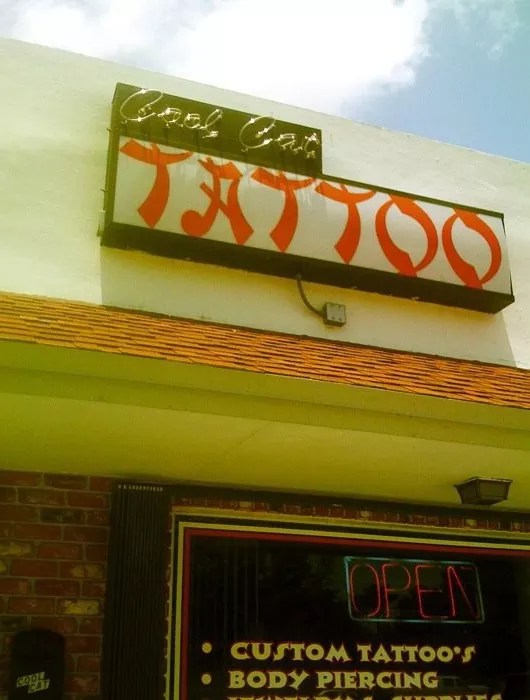 Cool Cat
TATTOO
OPEN
• CUSTOM TATTOO'S
• BODY PIERCING
COOL
CAT